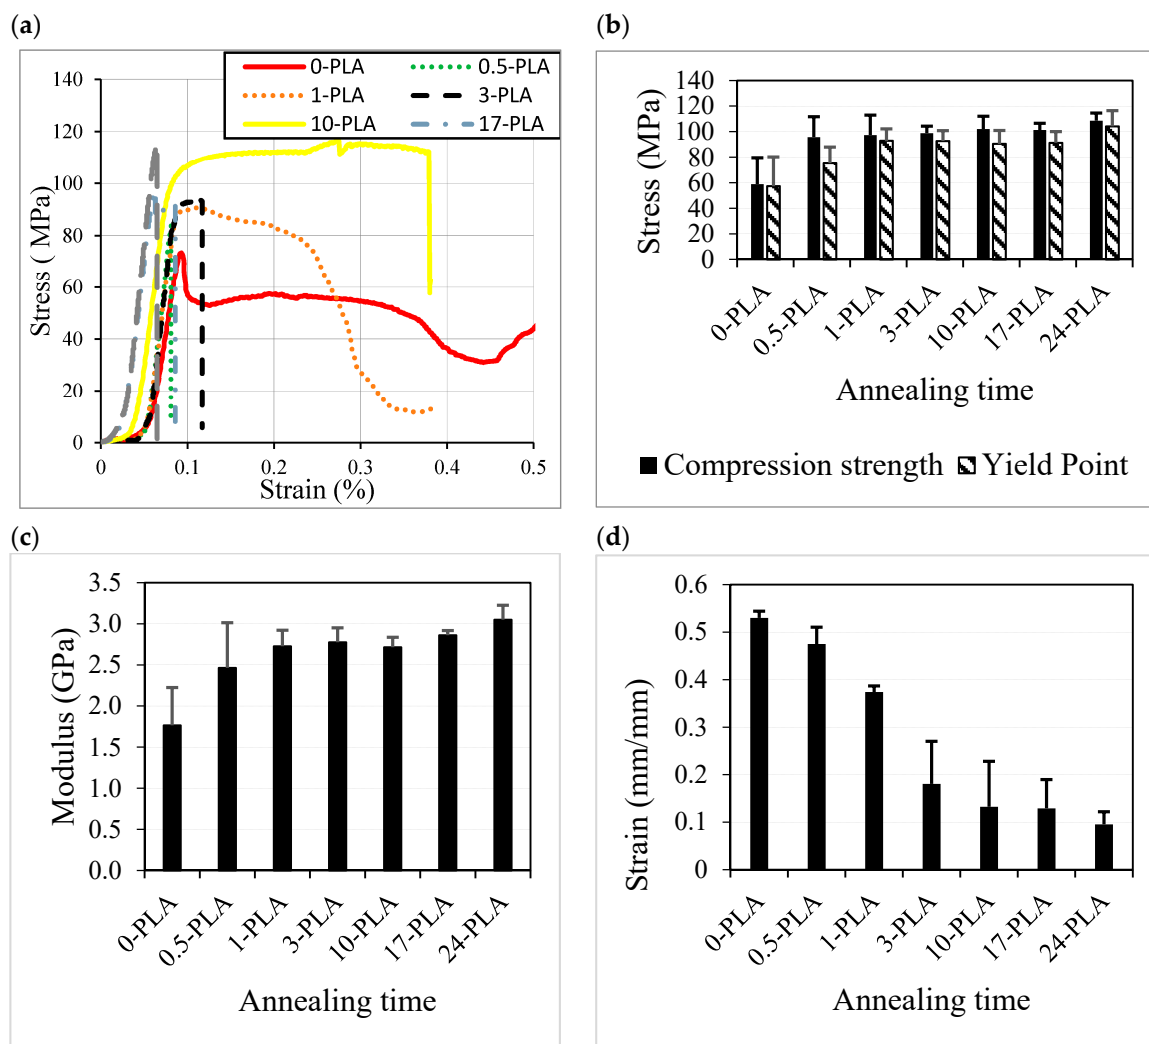 (a)
0-PLA 0.5-PLA
1-PLA 3-PLA
10-PLA 17-PLA
Stress ( MPa)
140
120
100
80
60
40
20
0
0 0.1 0.2 0.3 0.4 0.5
Strain (%)
(b)
Stress (MPa)
140
120
100
80
60
40
20
0
0-PLA 0.5-PLA 1-PLA 3-PLA 10-PLA 17-PLA 24-PLA
Annealing time
Compression strength Yield Point
(c)
Modulus (GPa)
3.5
3.0
2.5
2.0
1.5
1.0
0.5
0.0
0-PLA 0.5-PLA 1-PLA 3-PLA 10-PLA 17-PLA 24-PLA
Annealing time
(d)
Strain (mm/mm)
0.6
0.5
0.4
0.3
0.2
0.1
0
0-PLA 0.5-PLA 1-PLA 3-PLA 10-PLA 17-PLA 24-PLA
Annealing time